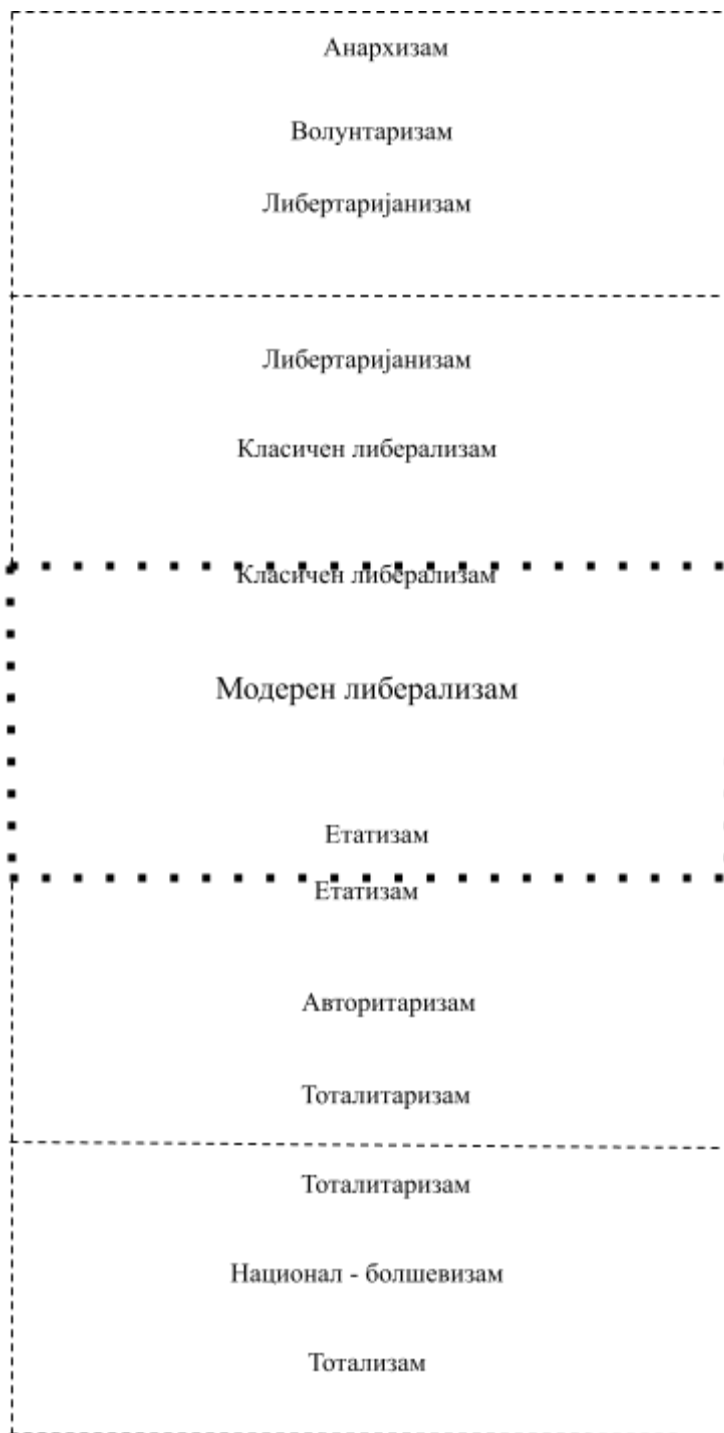 Анархизам
Волунтаризам
Либертаријанизам
Либертаријанизам
Класичен либерализам
Класичен либерализам
Модерен либерализам
Етатизам
Етатизам
Авторитаризам
Тоталитаризам
Тоталитаризам
Национал - болшевизам
Тотализам